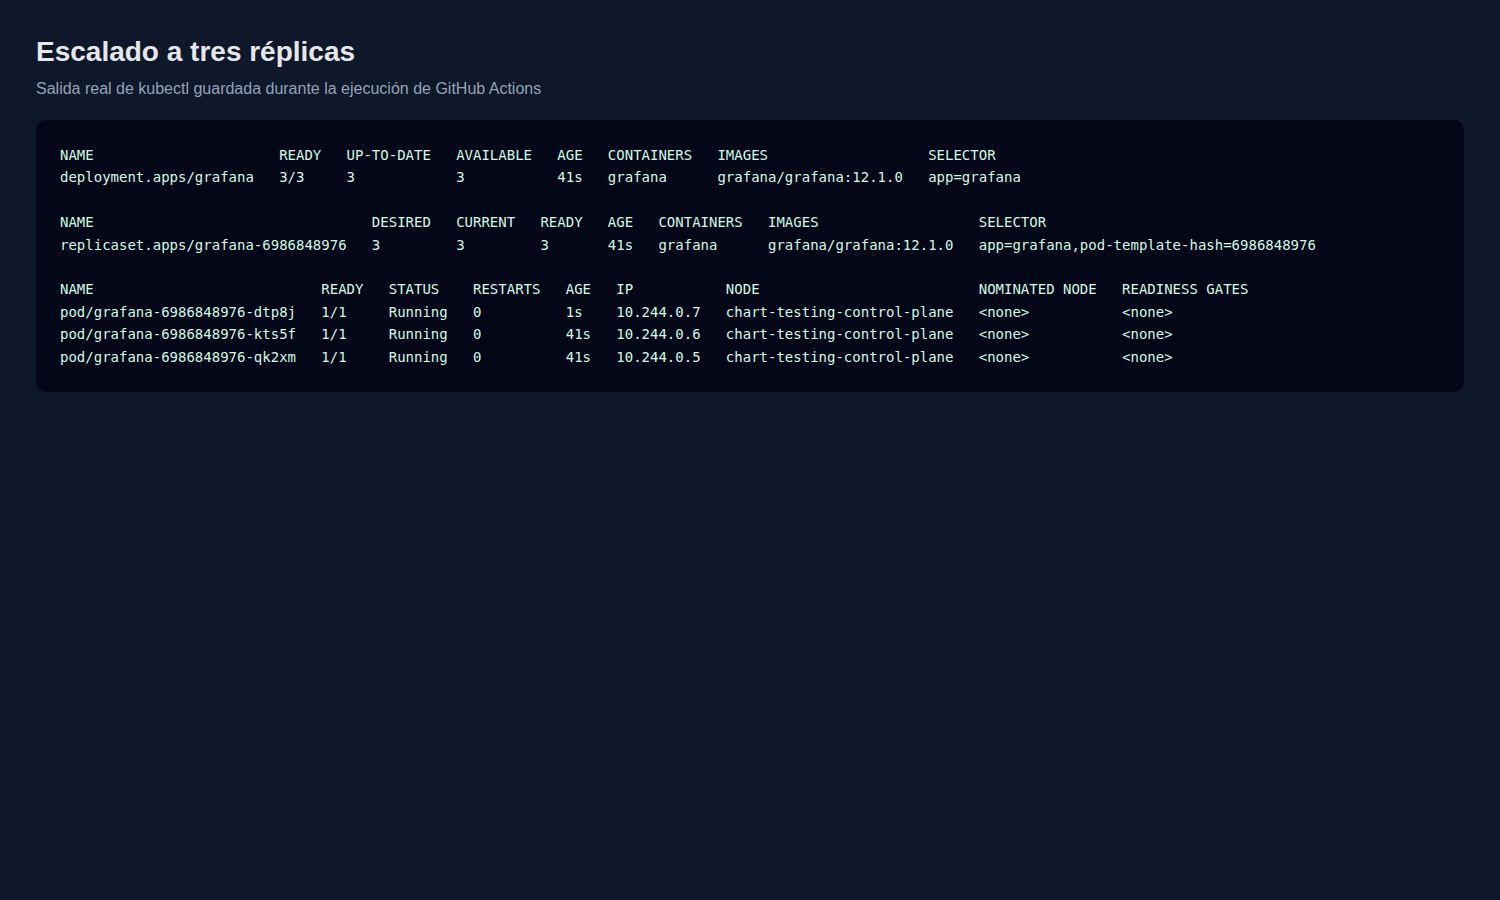 Escalado a tres réplicas
Salida real de kubectl guardada durante la ejecución de GitHub Actions
NAME                      READY   UP-TO-DATE   AVAILABLE   AGE   CONTAINERS   IMAGES                   SELECTOR
deployment.apps/grafana   3/3     3            3           41s   grafana      grafana/grafana:12.1.0   app=grafana
NAME                                 DESIRED   CURRENT   READY   AGE   CONTAINERS   IMAGES                   SELECTOR
replicaset.apps/grafana-6986848976   3         3         3       41s   grafana      grafana/grafana:12.1.0   app=grafana,pod-template-hash=6986848976
NAME                           READY   STATUS    RESTARTS   AGE   IP           NODE                          NOMINATED NODE   READINESS GATES
pod/grafana-6986848976-dtp8j   1/1     Running   0          1s    10.244.0.7   chart-testing-control-plane   <none>           <none>
pod/grafana-6986848976-kts5f   1/1     Running   0          41s   10.244.0.6   chart-testing-control-plane   <none>           <none>
pod/grafana-6986848976-qk2xm   1/1     Running   0          41s   10.244.0.5   chart-testing-control-plane   <none>           <none>